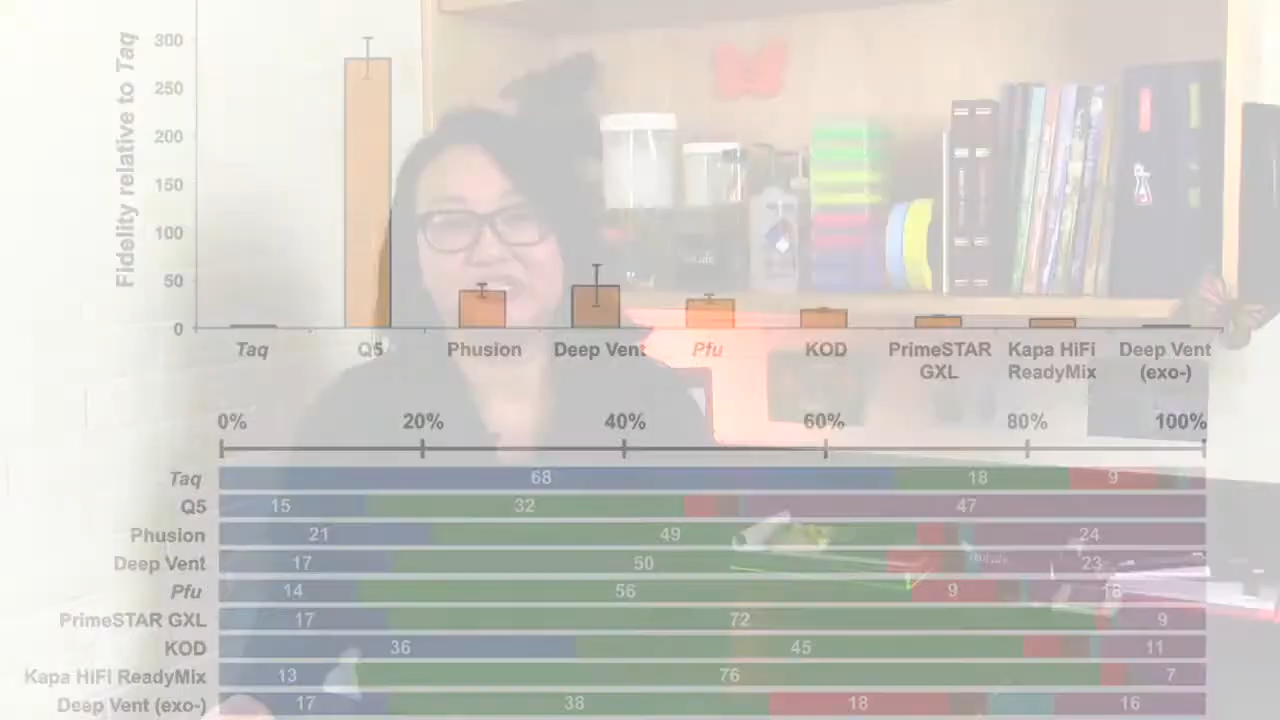 300
250
200
150
100
50
0
Fidelity relative to Taq
Taq Q5 Phusion Deep Vent Pfu KOD PrimeSTAR GXL Kapa HiFi ReadyMix Deep Vent (exo-)
0% 20% 40% 60% 80% 100%
Taq 68 18 9
Q5 15 32 47
Phusion 21 49 24
Deep Vent 17 50 23
Pfu 14 56 9 18
PrimeSTAR GXL 17 72 9
KOD 36 45 11
Kapa HiFI ReadyMix 13 76 7
Deep Vent (exo-) 17 38 18 16